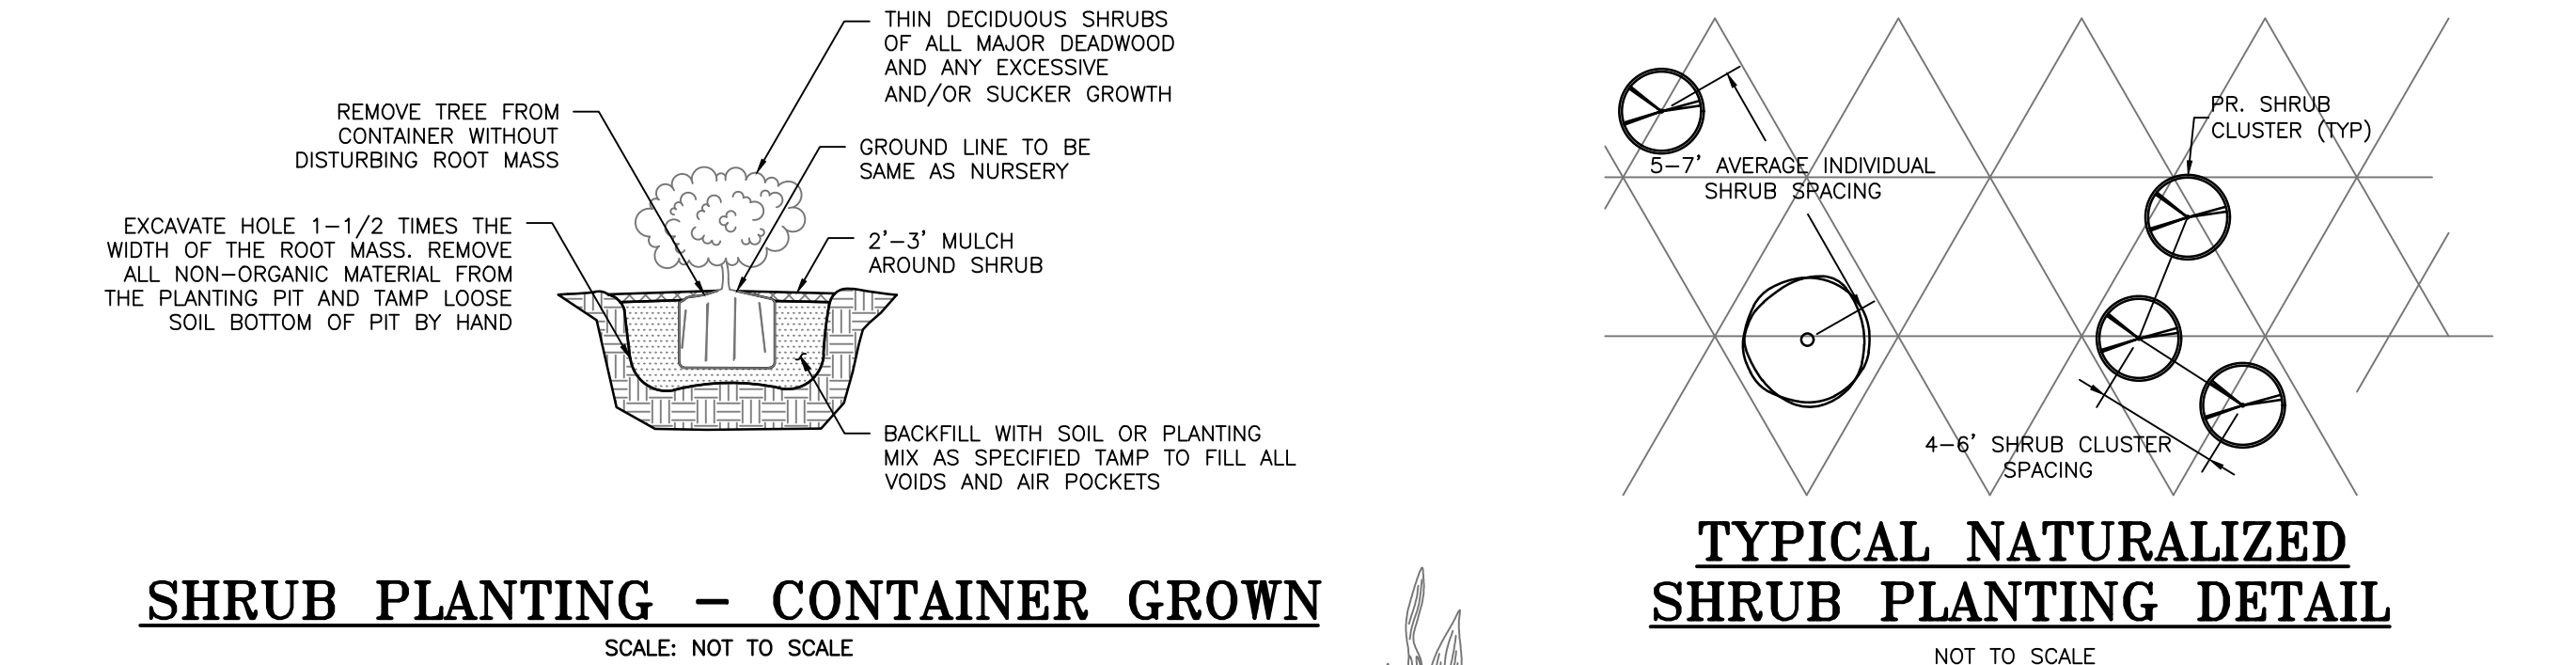 THIN DECIDUOUS SHRUBS
OF ALL MAJOR DEADWOOD
AND ANY EXCESSIVE
AND/OR SUCKER GROWTH
REMOVE TREE FROM
CONTAINER WITHOUT
DISTURBING ROOT MASS
GROUND LINE TO BE
SAME AS NURSERY
EXCAVATE HOLE 1-1/2 TIMES THE
WIDTH OF THE ROOT MASS. REMOVE
ALL NON-ORGANIC MATERIAL FROM
THE PLANTING PIT AND TAMP LOOSE
SOIL BOTTOM OF PIT BY HAND
2'-3' MULCH
AROUND SHRUB
BACKFILL WITH SOIL OR PLANTING
MIX AS SPECIFIED TAMP TO FILL ALL
VOIDS AND AIR POCKETS
SHRUB PLANTING - CONTAINER GROWN
SCALE: NOT TO SCALE
PR. SHRUB
CLUSTER (TYP)
5-7' AVERAGE INDIVIDUAL
SHRUB SPACING
4-6' SHRUB CLUSTER
SPACING
TYPICAL NATURALIZED
SHRUB PLANTING DETAIL
NOT TO SCALE